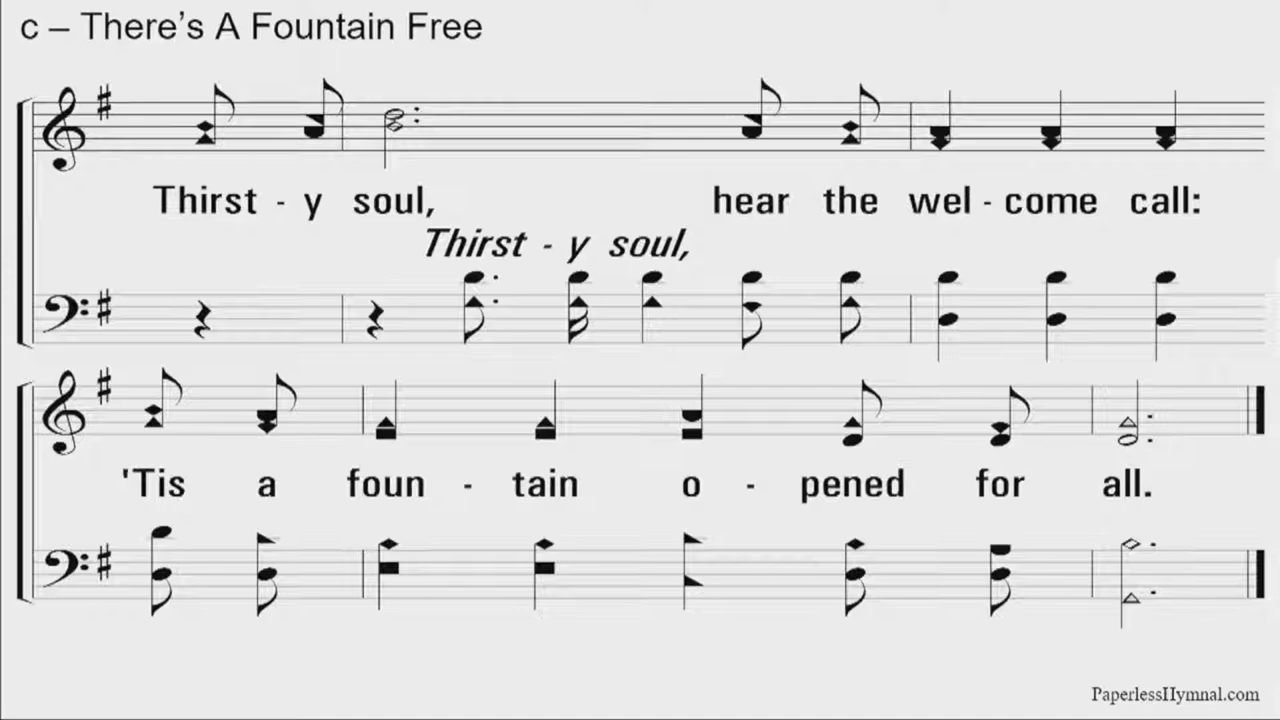 c – There’s A Fountain Free
Thirst - y soul, hear the wel - come call:
Thirst - y soul,
'Tis a foun - tain o - pened for all.
PaperlessHymnal.com